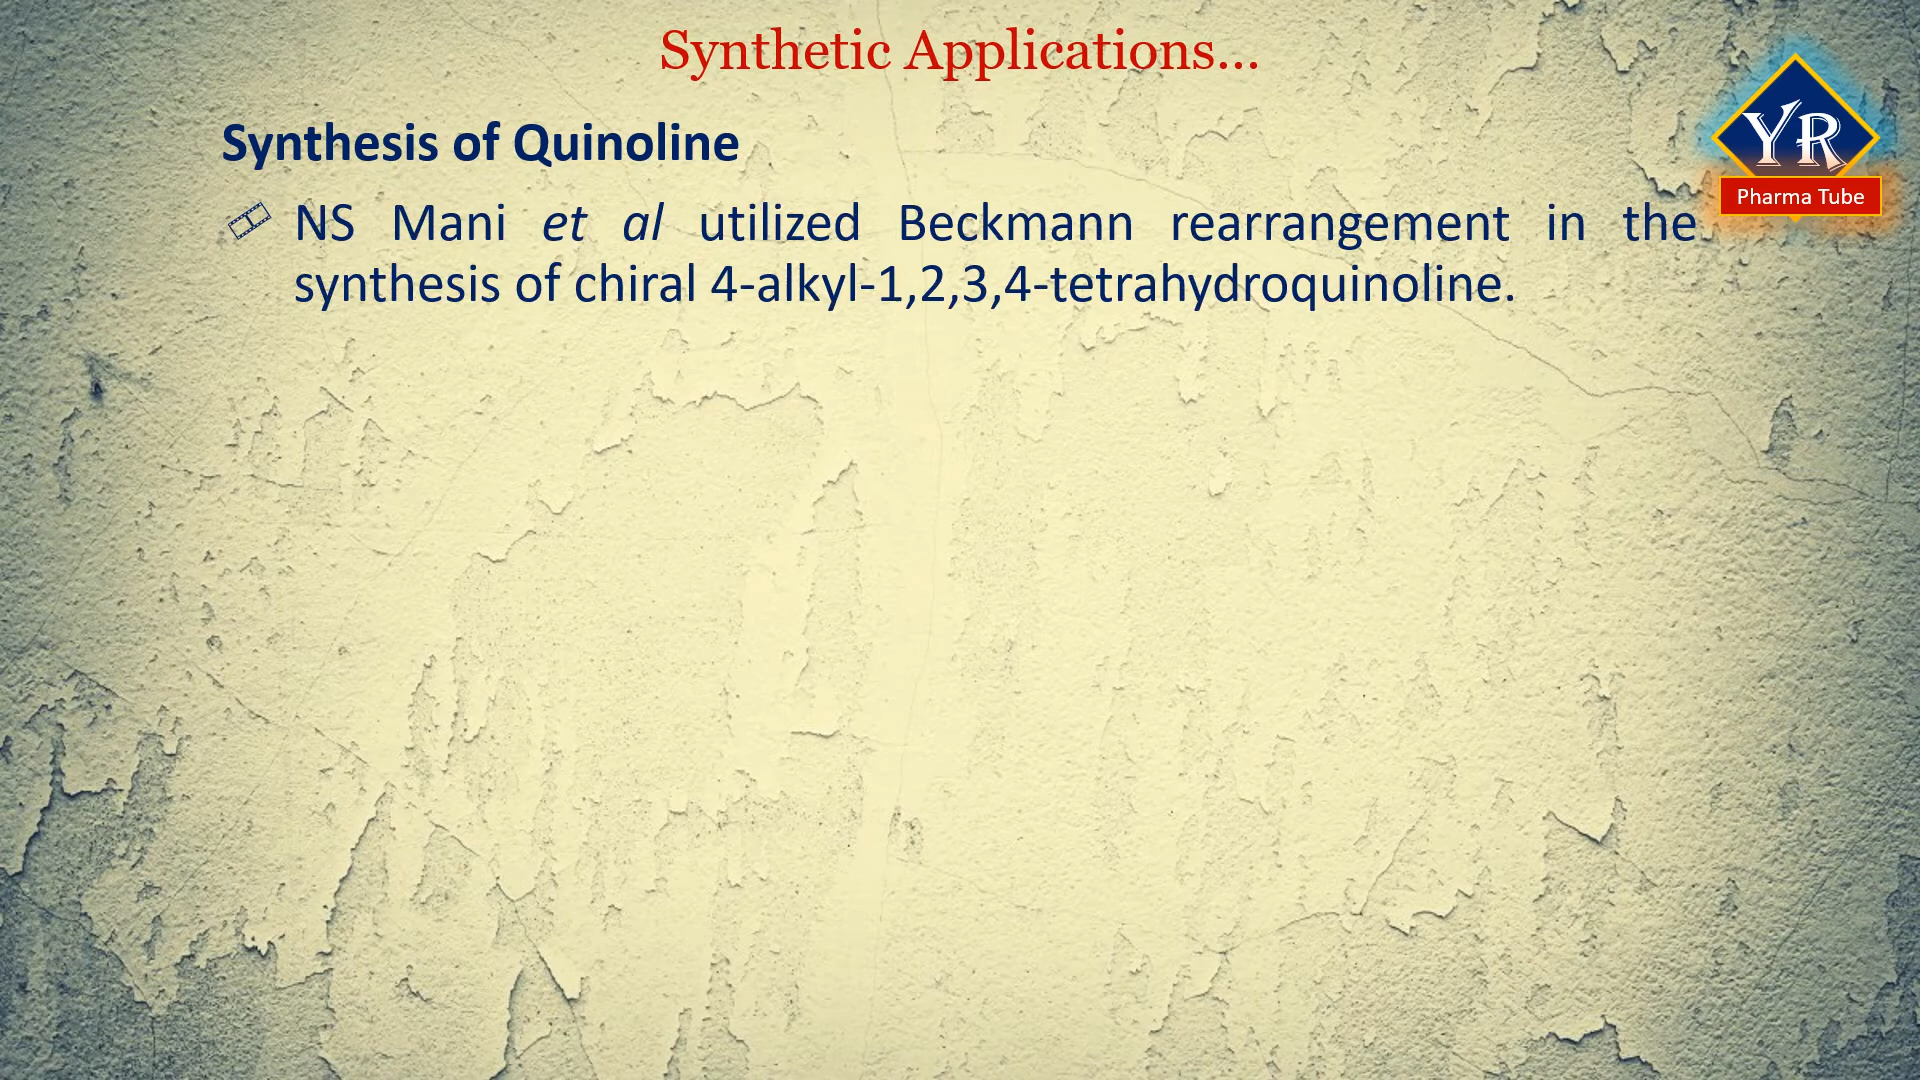 Synthetic Applications...
YR
Pharma Tube
Synthesis of Quinoline
NS Mani et al utilized Beckmann rearrangement in the
synthesis of chiral 4-alkyl-1,2,3,4-tetrahydroquinoline.